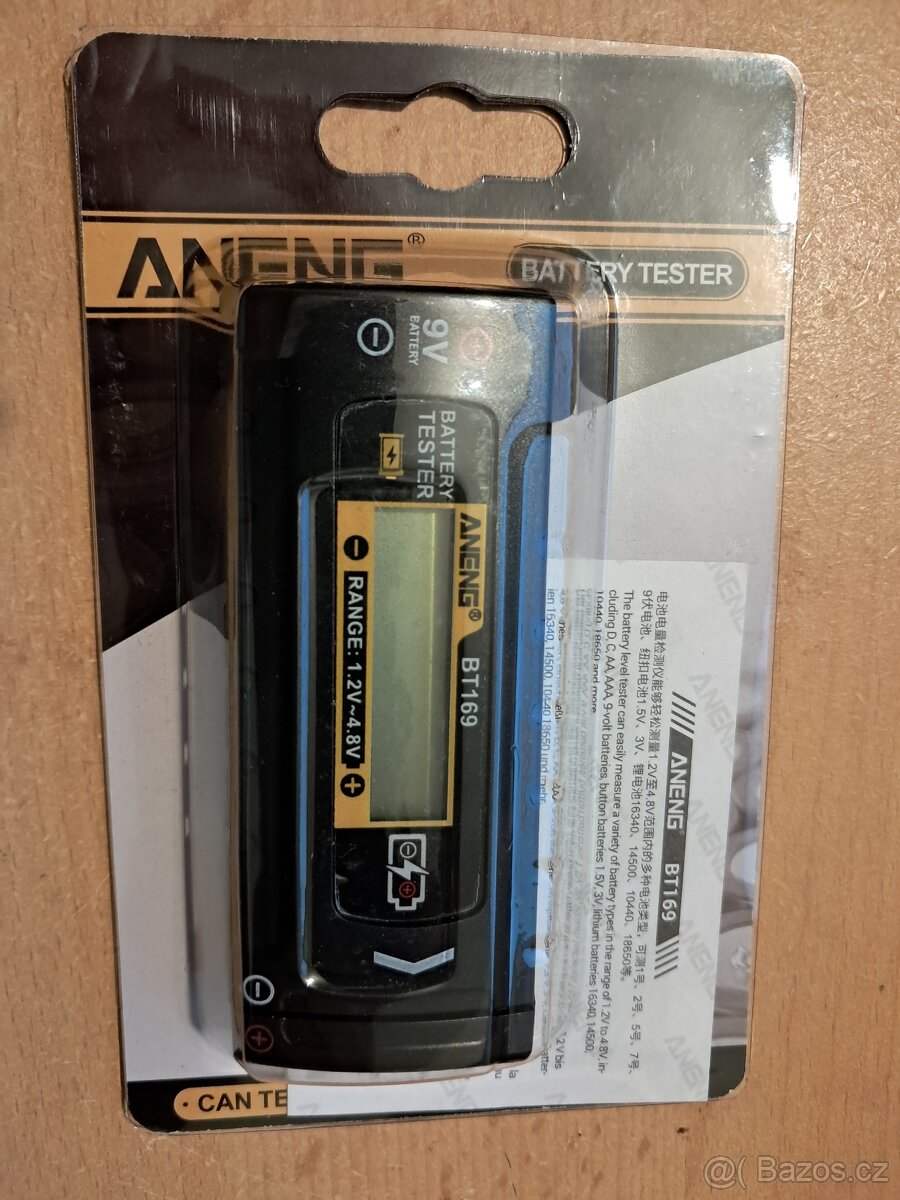 ANENG®
BATTERY TESTER
9V
BATTERY
BATTERY
TESTER
ANENG®
BT169
RANGE: 1.2V~4.8V
ANENG® BT169
电池电量检测仪能够轻松测量1.2V至4.8V范围内的多种电池类型，可测1号、2号、5号、7号、
9伏电池、纽扣电池1.5V、3V、锂电池16340、14500、10440、18650等。
The battery level tester can easily measure a variety of battery types in the range of 1.2V to 4.8V, in-
cluding D, C, AA, AAA, 9-volt batteries, button batteries 1.5V, 3V, lithium batteries 16340, 14500,
10440, 18650 and more.
ien 16340, 14500, 10440 18650 und
· CAN TE
@( Bazos.cz